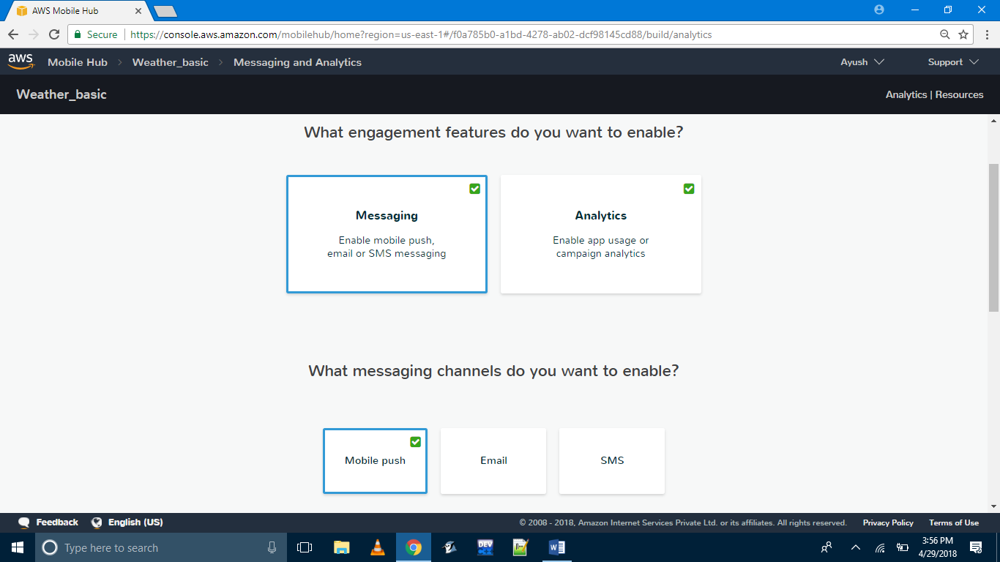 AWS Mobile Hub
Secure
https://console.aws.amazon.com/mobilehub/home?region=us-east-1#/f0a785b0-a1bd-4278-ab02-dcf98145cd88/build/analytics
aws
Mobile Hub > Weather_basic > Messaging and Analytics
Ayush
Support
Weather_basic
Analytics | Resources
What engagement features do you want to enable?
Messaging
Enable mobile push,
email or SMS messaging
Analytics
Enable app usage or
campaign analytics
What messaging channels do you want to enable?
Mobile push
Email
SMS
Feedback
English (US)
© 2008 - 2018, Amazon Internet Services Private Ltd. or its affiliates. All rights reserved.
Privacy Policy
Terms of Use
Type here to search
DEV
C++
W
3:56 PM
4/29/2018